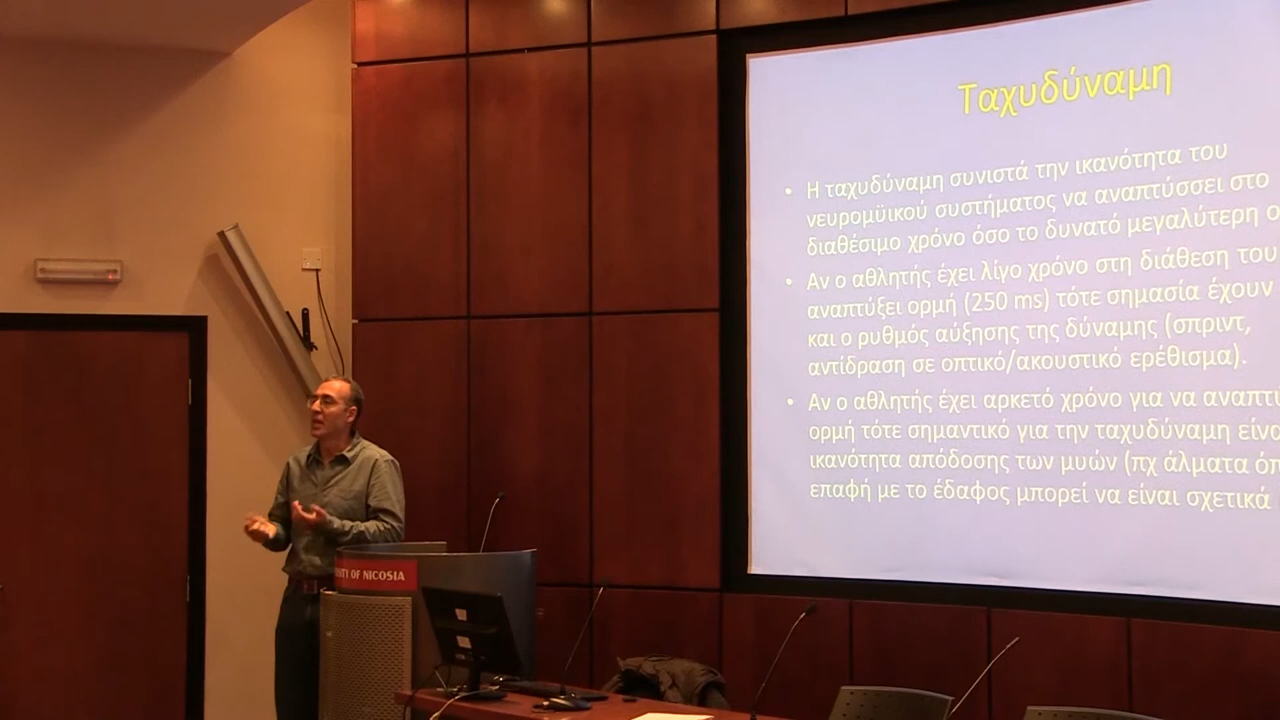 Ταχυδύναμη
• Η ταχυδύναμη συνιστά την ικανότητα του
νευρομϋικού συστήματος να αναπτύσσει στο
διαθέσιμο χρόνο όσο το δυνατό μεγαλύτερη
• Αν ο αθλητής έχει λίγο χρόνο στη διάθεση του
αναπτύξει ορμή (250 ms) τότε σημασία έχουν
και ο ρυθμός αύξησης της δύναμης (σπριντ,
αντίδραση σε οπτικό/ακουστικό ερέθισμα).
• Αν ο αθλητής έχει αρκετό χρόνο για να
ορμή τότε σημαντικό για την ταχυδύναμη
ικανότητα απόδοσης των μυών (πχ άλματα
επαφή με το έδαφος μπορεί να είναι σχετικά
OF NICOSIA